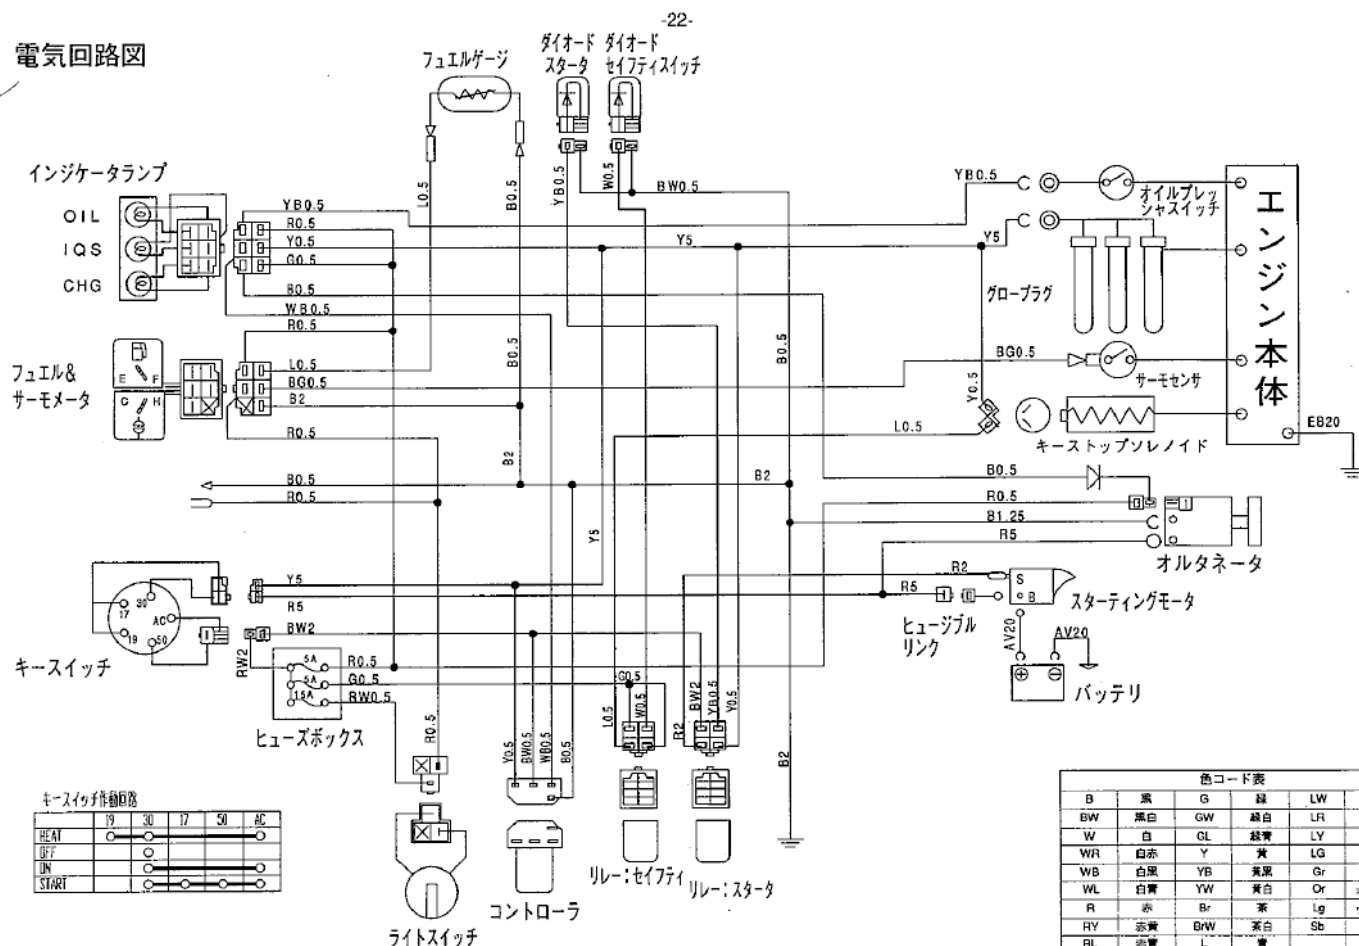 -22-
電気回路図
フュエルゲージ
ダイオード
スタータ
ダイオード
セイフティスイッチ
インジケータランプ
OIL
IQS
CHG
YB0.5
R0.5
Y0.5
G0.5
B0.5
WB0.5
R0.5
L0.5
B0.5
YB0.5
W0.5
BW0.5
Y5
YB0.5
Y5
オイルプレッ
シャスイッチ
グロープラグ
エンジン本体
フュエル&
サーモメータ
E F
C H
L0.5
BG0.5
B2
R0.5
B0.5
B0.5
BG0.5
サーモセンサ
Y0.5
L0.5
キーストップソレノイド
EB20
B2
B0.5
R0.5
B2
Y5
B0.5
R0.5
B1.25
R5
オルタネータ
キースイッチ
17
30
AC
19
50
Y5
R5
BW2
RW2
5A
5A
15A
R0.5
G0.5
RW0.5
ヒューズボックス
R0.5
R2
R5
S
B
スターティングモータ
ヒュージブル
リンク
AV20
AV20
バッテリ
Y0.5
BW0.5
WB0.5
B0.5
G0.5
L0.5
W0.5
R2
BW2
YB0.5
Y0.5
B2
キースイッチ作動回路
19 30 17 50 AC
HEAT
OFF
ON
START
ライトスイッチ
コントローラ
リレー:セイフティ
リレー:スタータ
色コード表
B 黒 G 緑 LW
BW 黒白 GW 緑白 LR
W 白 GL 緑青 LY
WR 白赤 Y 黄 LG
WB 白黒 YB 黄黒 Gr
WL 白青 YW 黄白 Or
R 赤 Br 茶 Lg
RY 赤黄 BrW 茶白 Sb
RL 赤青 L 青